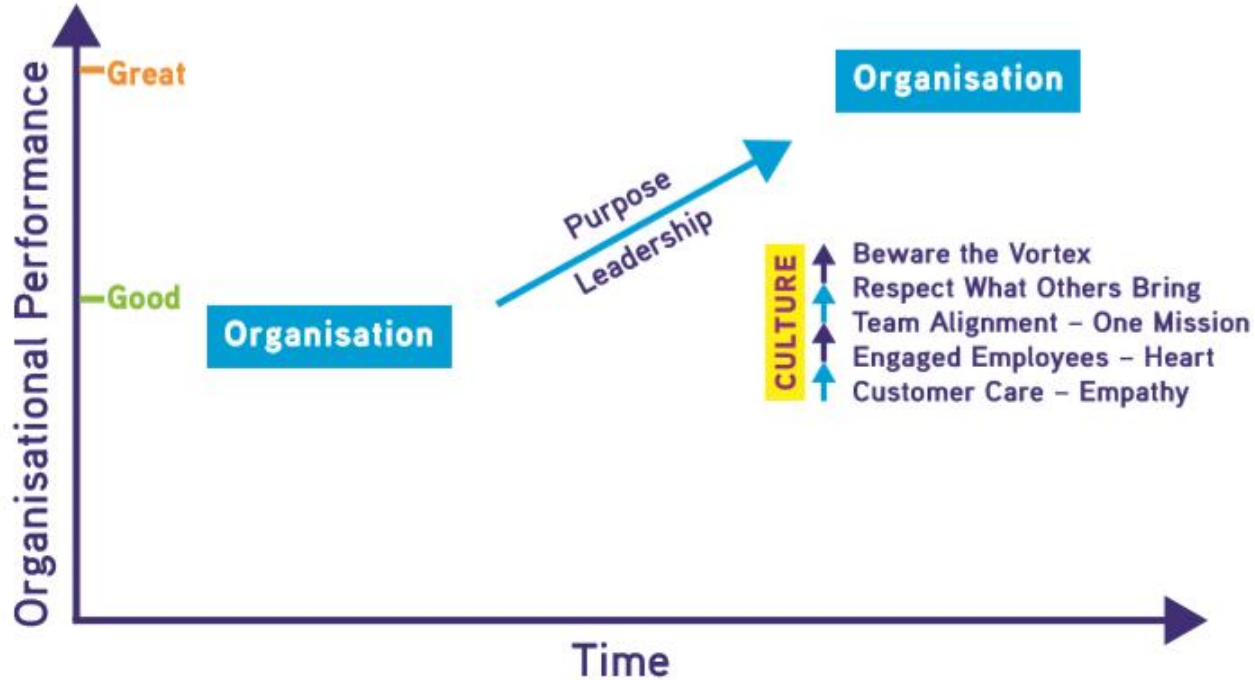 Organisational Performance
Great
Good
Organisation
Purpose
Leadership
Organisation
CULTURE
Beware the Vortex
Respect What Others Bring
Team Alignment – One Mission
Engaged Employees – Heart
Customer Care – Empathy
Time